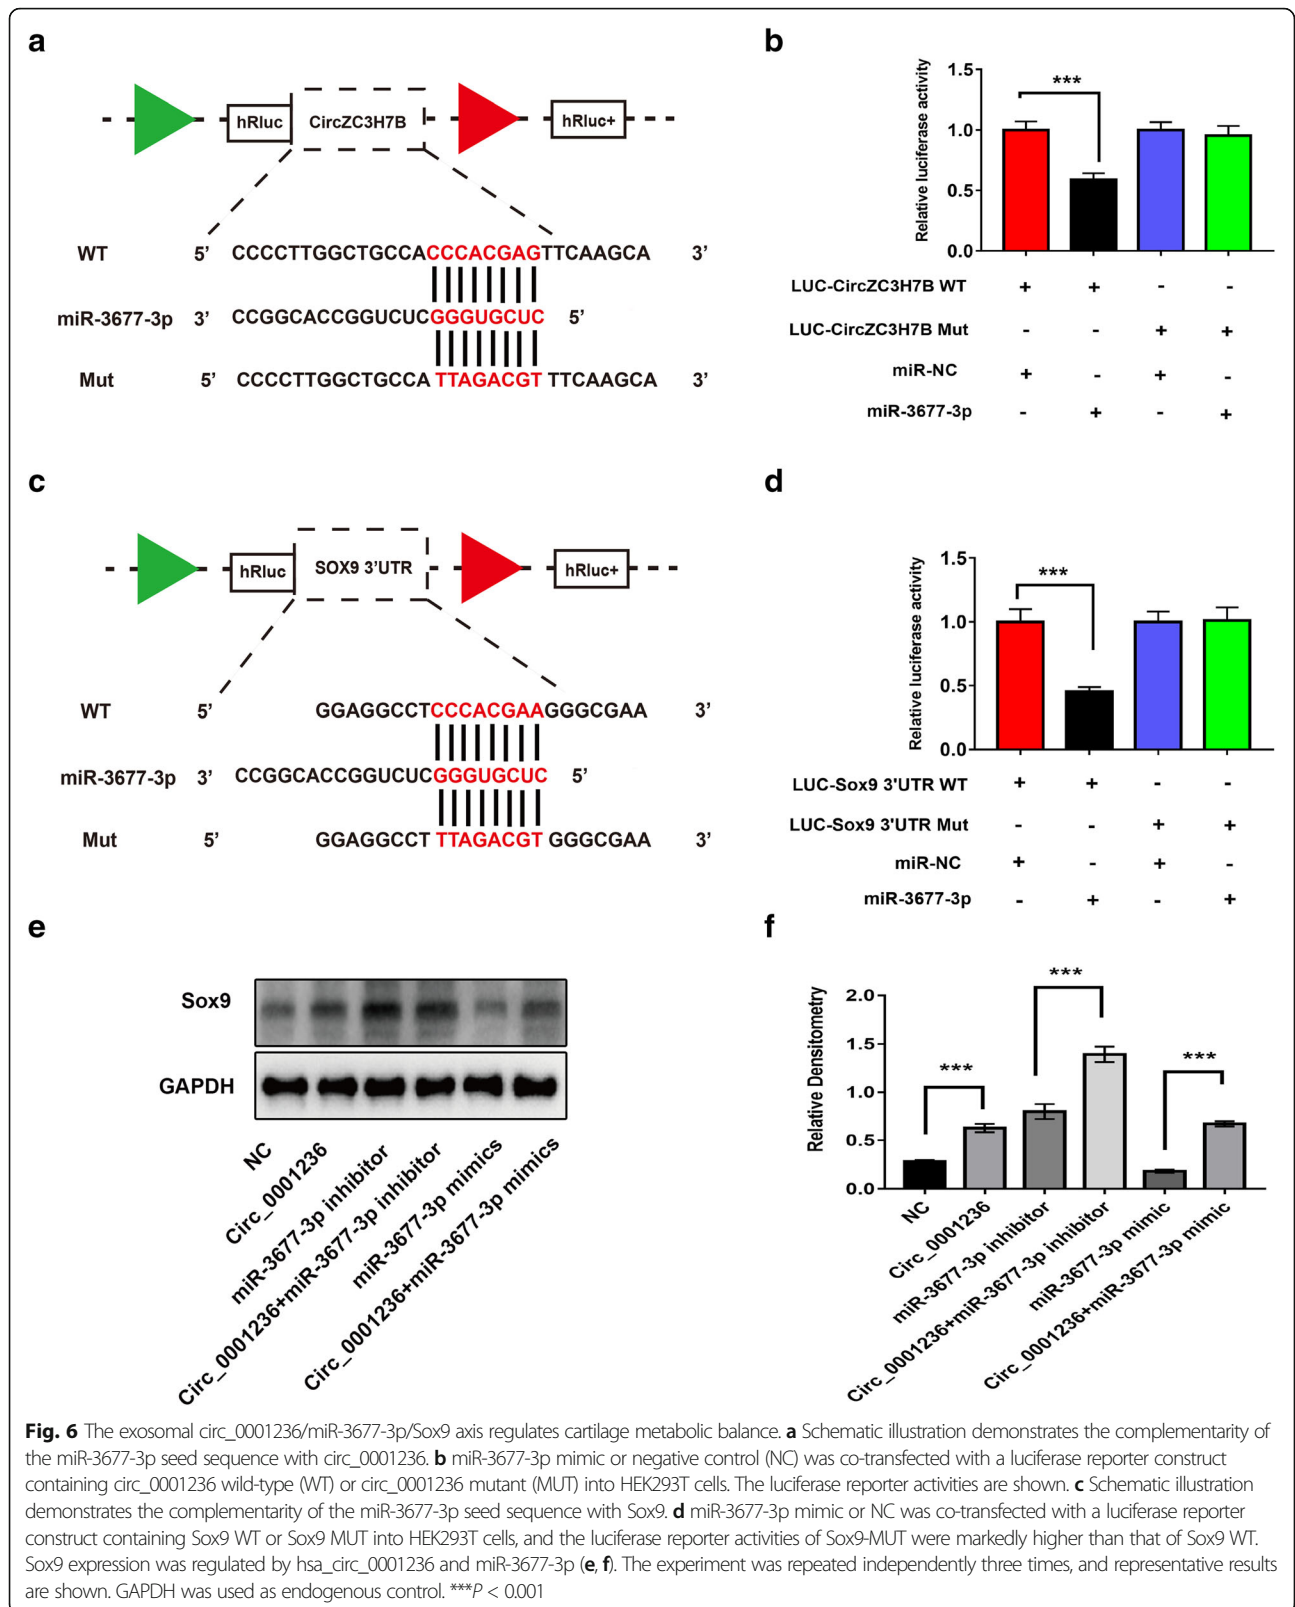 a
hRluc CircZC3H7B hRluc+
WT 5’ CCCCTTGGCTGCCACCCACGAGTTCAAGCA 3’
miR-3677-3p 3’ CCGGCACCGGUCUCGGGUGCUC 5’
Mut 5’ CCCCTTGGCTGCCA TTAGACGT TTCAAGCA 3’
b
Relative luciferase activity
1.5
1.0
0.5
0.0
***
LUC-CircZC3H7B WT + + - -
LUC-CircZC3H7B Mut - - + +
miR-NC + - + -
miR-3677-3p - + - +
c
hRluc SOX9 3’UTR hRluc+
WT 5’ GGAGGCCTCCCACGAAGGGCGAA 3’
miR-3677-3p 3’ CCGGCACCGGUCUCGGGUGCUC 5’
Mut 5’ GGAGGCCT TTAGACGT GGGCGAA 3’
d
Relative luciferase activity
1.5
1.0
0.5
0.0
***
LUC-Sox9 3'UTR WT + + - -
LUC-Sox9 3'UTR Mut - - + +
miR-NC + - + -
miR-3677-3p - + - +
e
Sox9
GAPDH
NC
Circ_0001236
miR-3677-3p inhibitor
Circ_0001236+miR-3677-3p inhibitor
miR-3677-3p mimics
Circ_0001236+miR-3677-3p mimics
f
Relative Densitometry
2.0
1.5
1.0
0.5
0.0
***
***
***
NC
Circ_0001236
miR-3677-3p inhibitor
Circ_0001236+miR-3677-3p inhibitor
miR-3677-3p mimic
Circ_0001236+miR-3677-3p mimic
Fig. 6 The exosomal circ_0001236/miR-3677-3p/Sox9 axis regulates cartilage metabolic balance. a Schematic illustration demonstrates the complementarity of
the miR-3677-3p seed sequence with circ_0001236. b miR-3677-3p mimic or negative control (NC) was co-transfected with a luciferase reporter construct
containing circ_0001236 wild-type (WT) or circ_0001236 mutant (MUT) into HEK293T cells. The luciferase reporter activities are shown. c Schematic illustration
demonstrates the complementarity of the miR-3677-3p seed sequence with Sox9. d miR-3677-3p mimic or NC was co-transfected with a luciferase reporter
construct containing Sox9 WT or Sox9 MUT into HEK293T cells, and the luciferase reporter activities of Sox9-MUT were markedly higher than that of Sox9 WT.
Sox9 expression was regulated by hsa_circ_0001236 and miR-3677-3p (e, f). The experiment was repeated independently three times, and representative results
are shown. GAPDH was used as endogenous control. ***P < 0.001